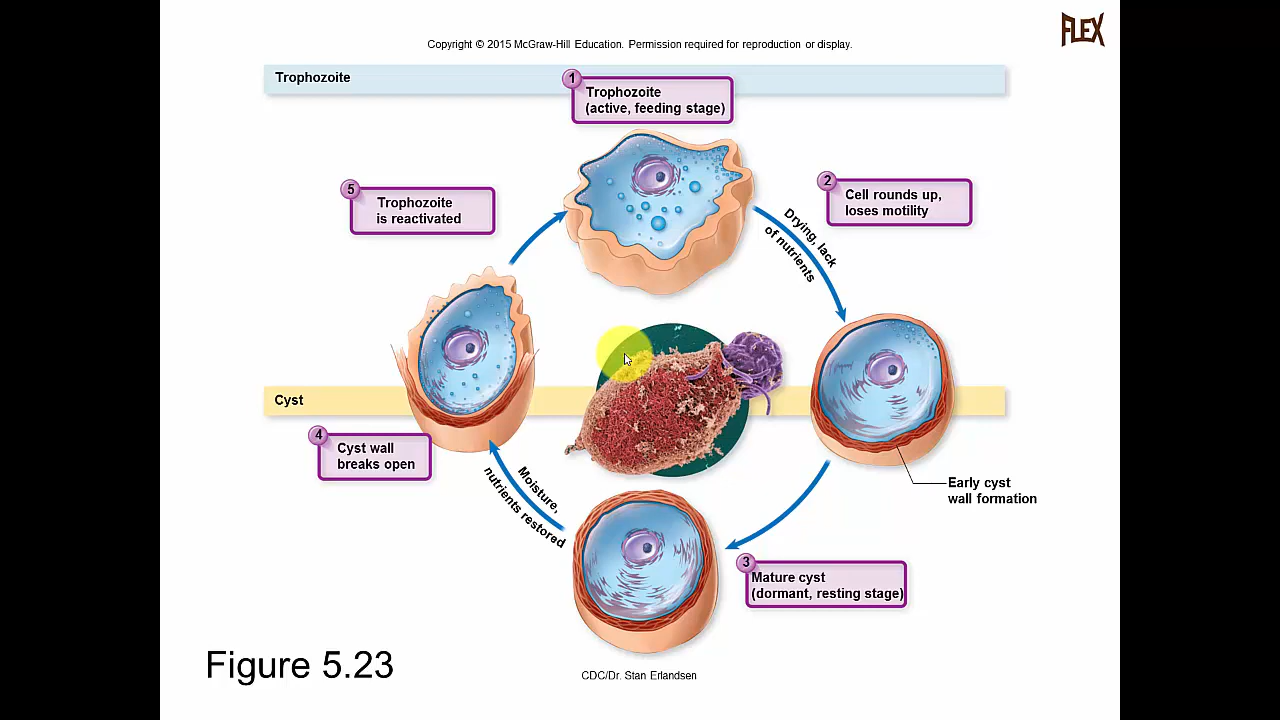 FLEX
Copyright © 2015 McGraw-Hill Education. Permission required for reproduction or display.
Trophozoite
1
Trophozoite
(active, feeding stage)
2
Cell rounds up,
loses motility
5
Trophozoite
is reactivated
Drying, lack
of nutrients
Cyst
4
Cyst wall
breaks open
Early cyst
wall formation
Moisture,
nutrients restored
3
Mature cyst
(dormant, resting stage)
Figure 5.23
CDC/Dr. Stan Erlandsen